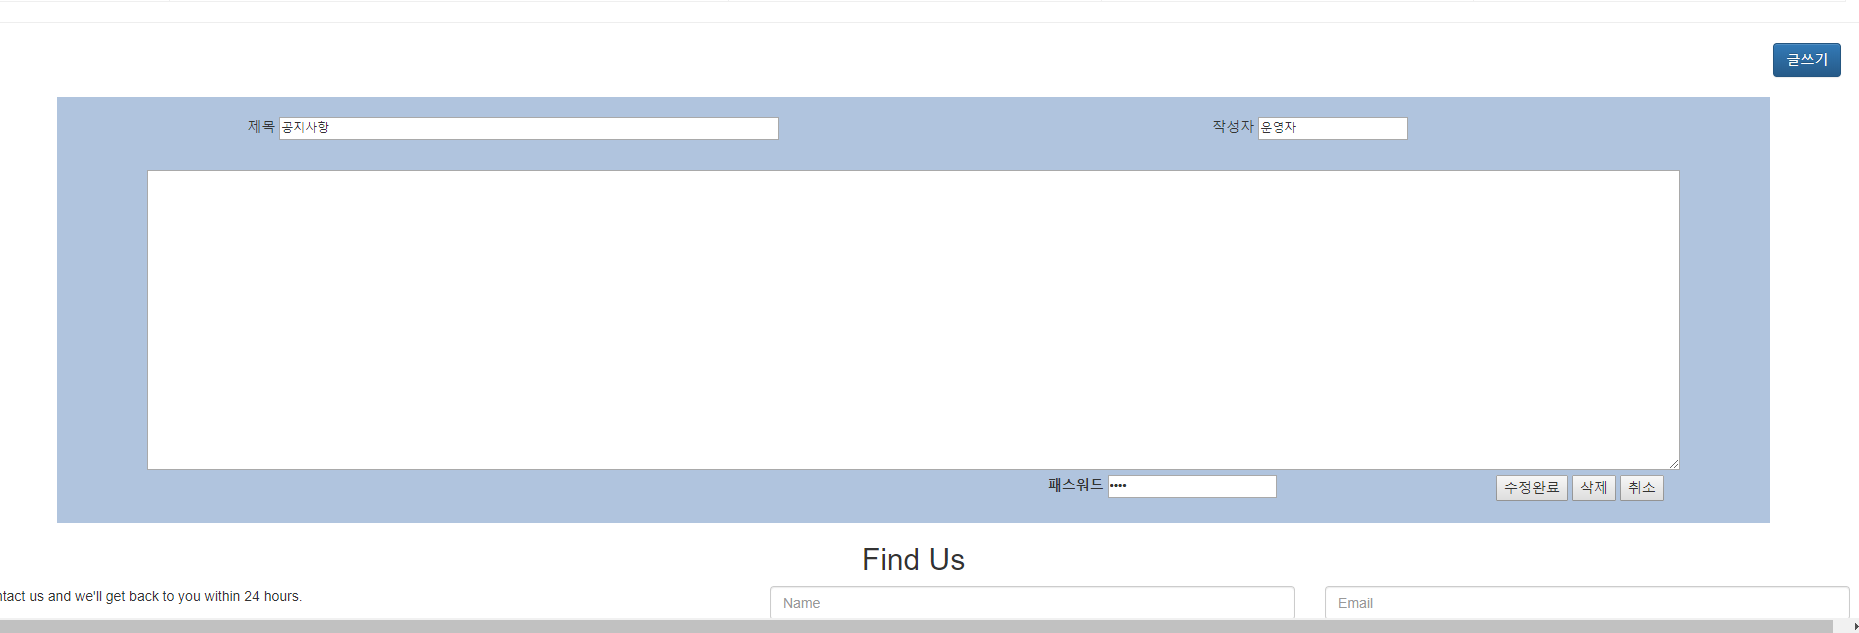 글쓰기
제목 공지사항 작성자 운영자
패스워드 •••• 수정완료 삭제 취소
Find Us
ntact us and we'll get back to you within 24 hours. Name Email